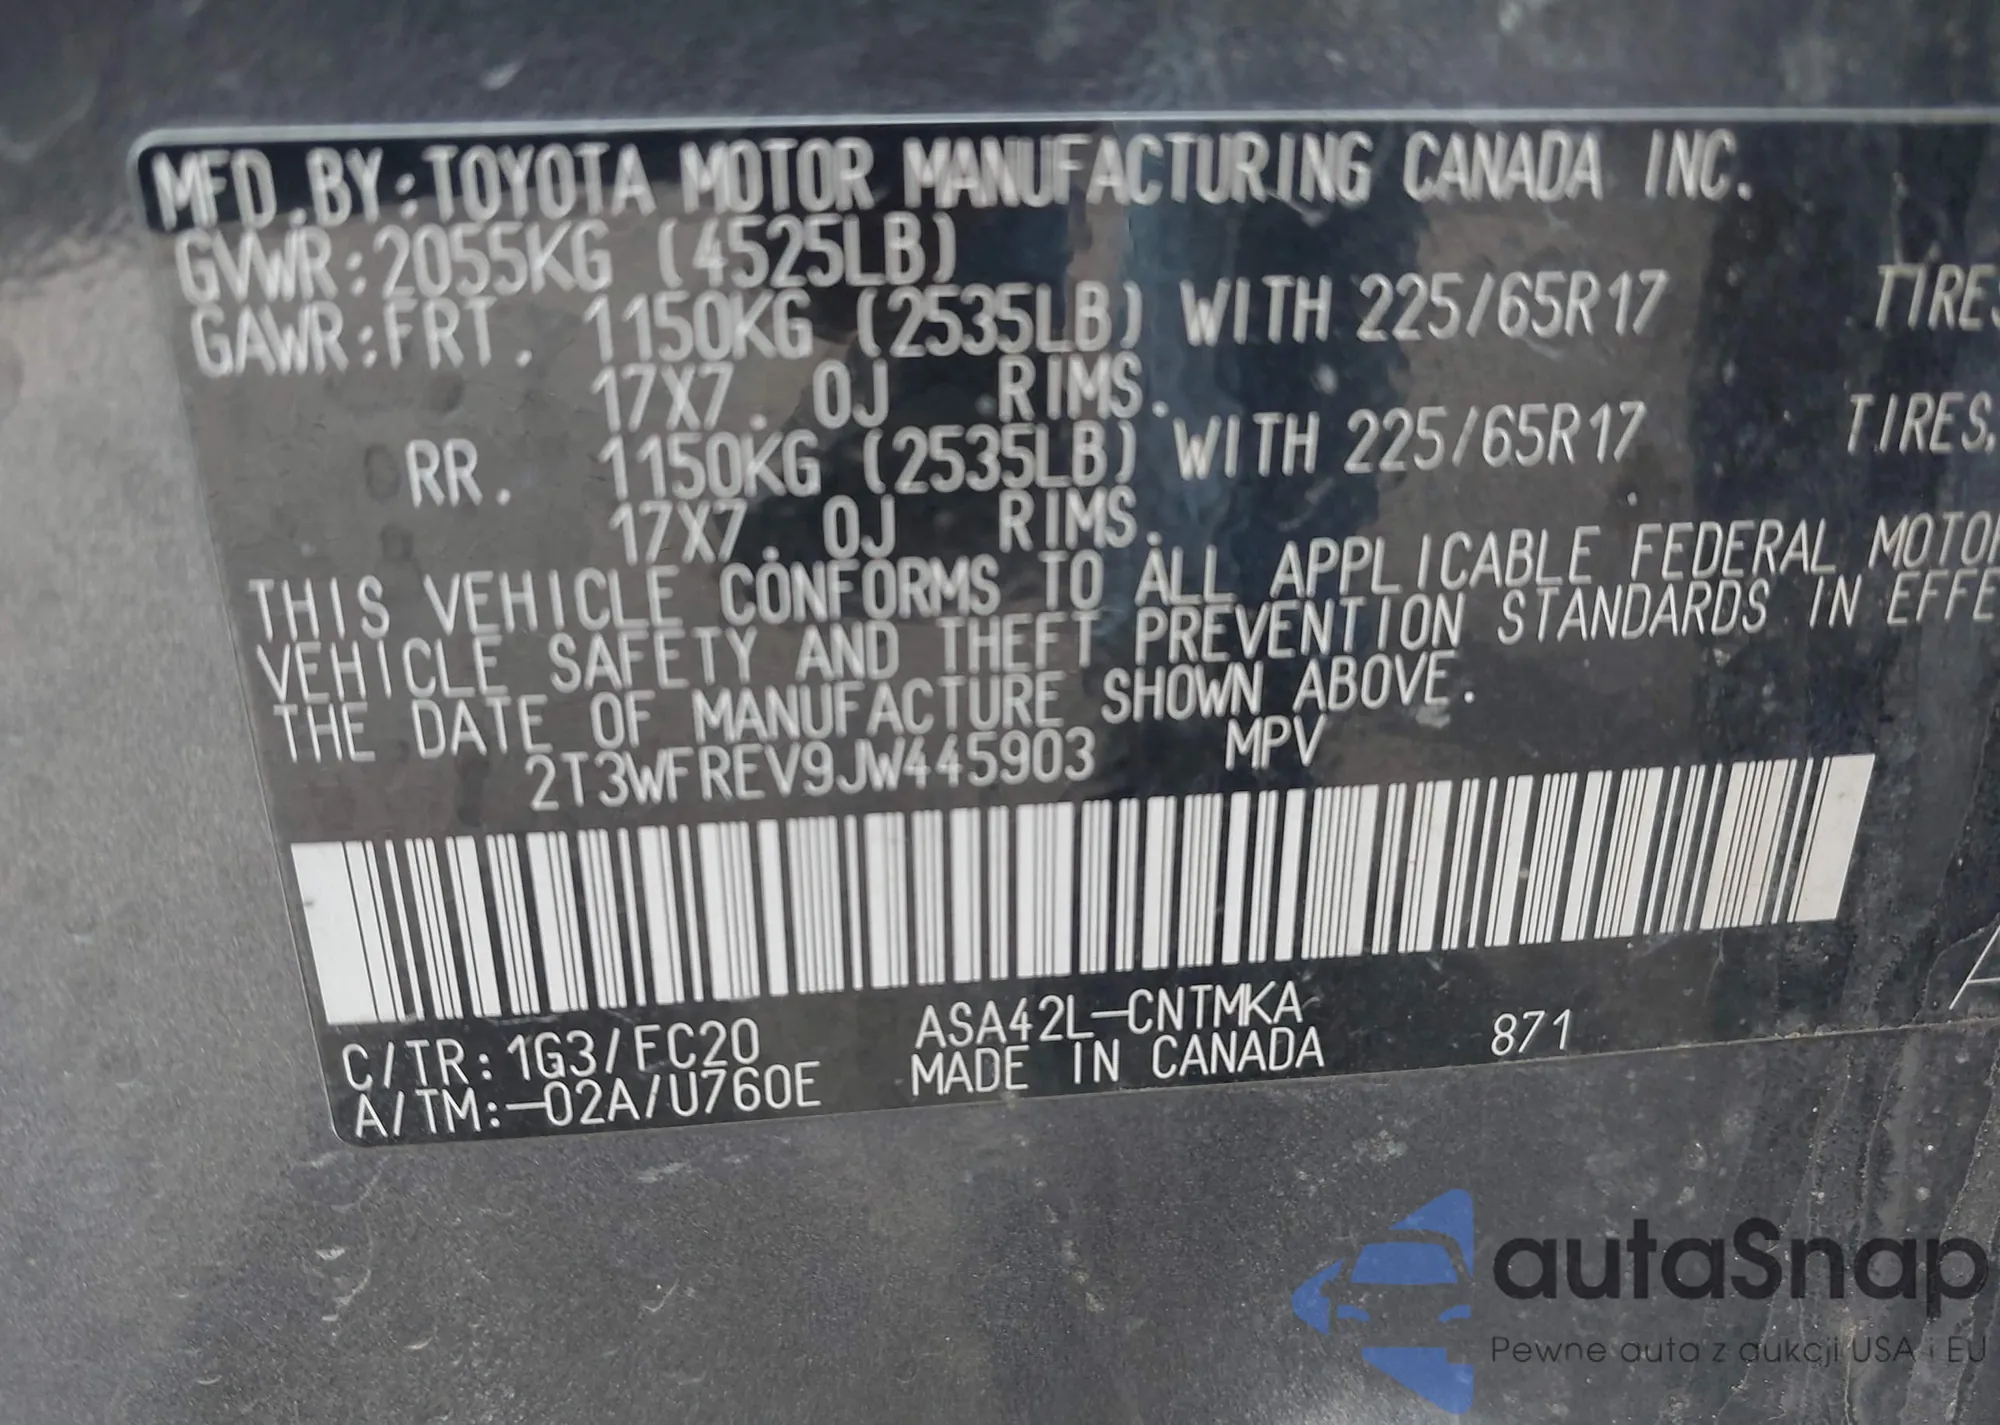 MFD.BY:TOYOTA MOTOR MANUFACTURING CANADA INC.
GVWR:2055KG (4525LB)
GAWR:FRT. 1150KG (2535LB) WITH 225/65R17 TIRES
17X7.0J RIMS.
RR. 1150KG (2535LB) WITH 225/65R17 TIRES,
17X7.0J RIMS.
THIS VEHICLE CONFORMS TO ALL APPLICABLE FEDERAL MOTOR
VEHICLE SAFETY AND THEFT PREVENTION STANDARDS IN EFFE
THE DATE OF MANUFACTURE SHOWN ABOVE.
2T3WFREV9JW445903 MPV
C/TR:1G3/FC20 ASA42L-CNTMKA 871
A/TM:-02A/U760E MADE IN CANADA
autaSnap
Pewne auta z aukcji USA i EU